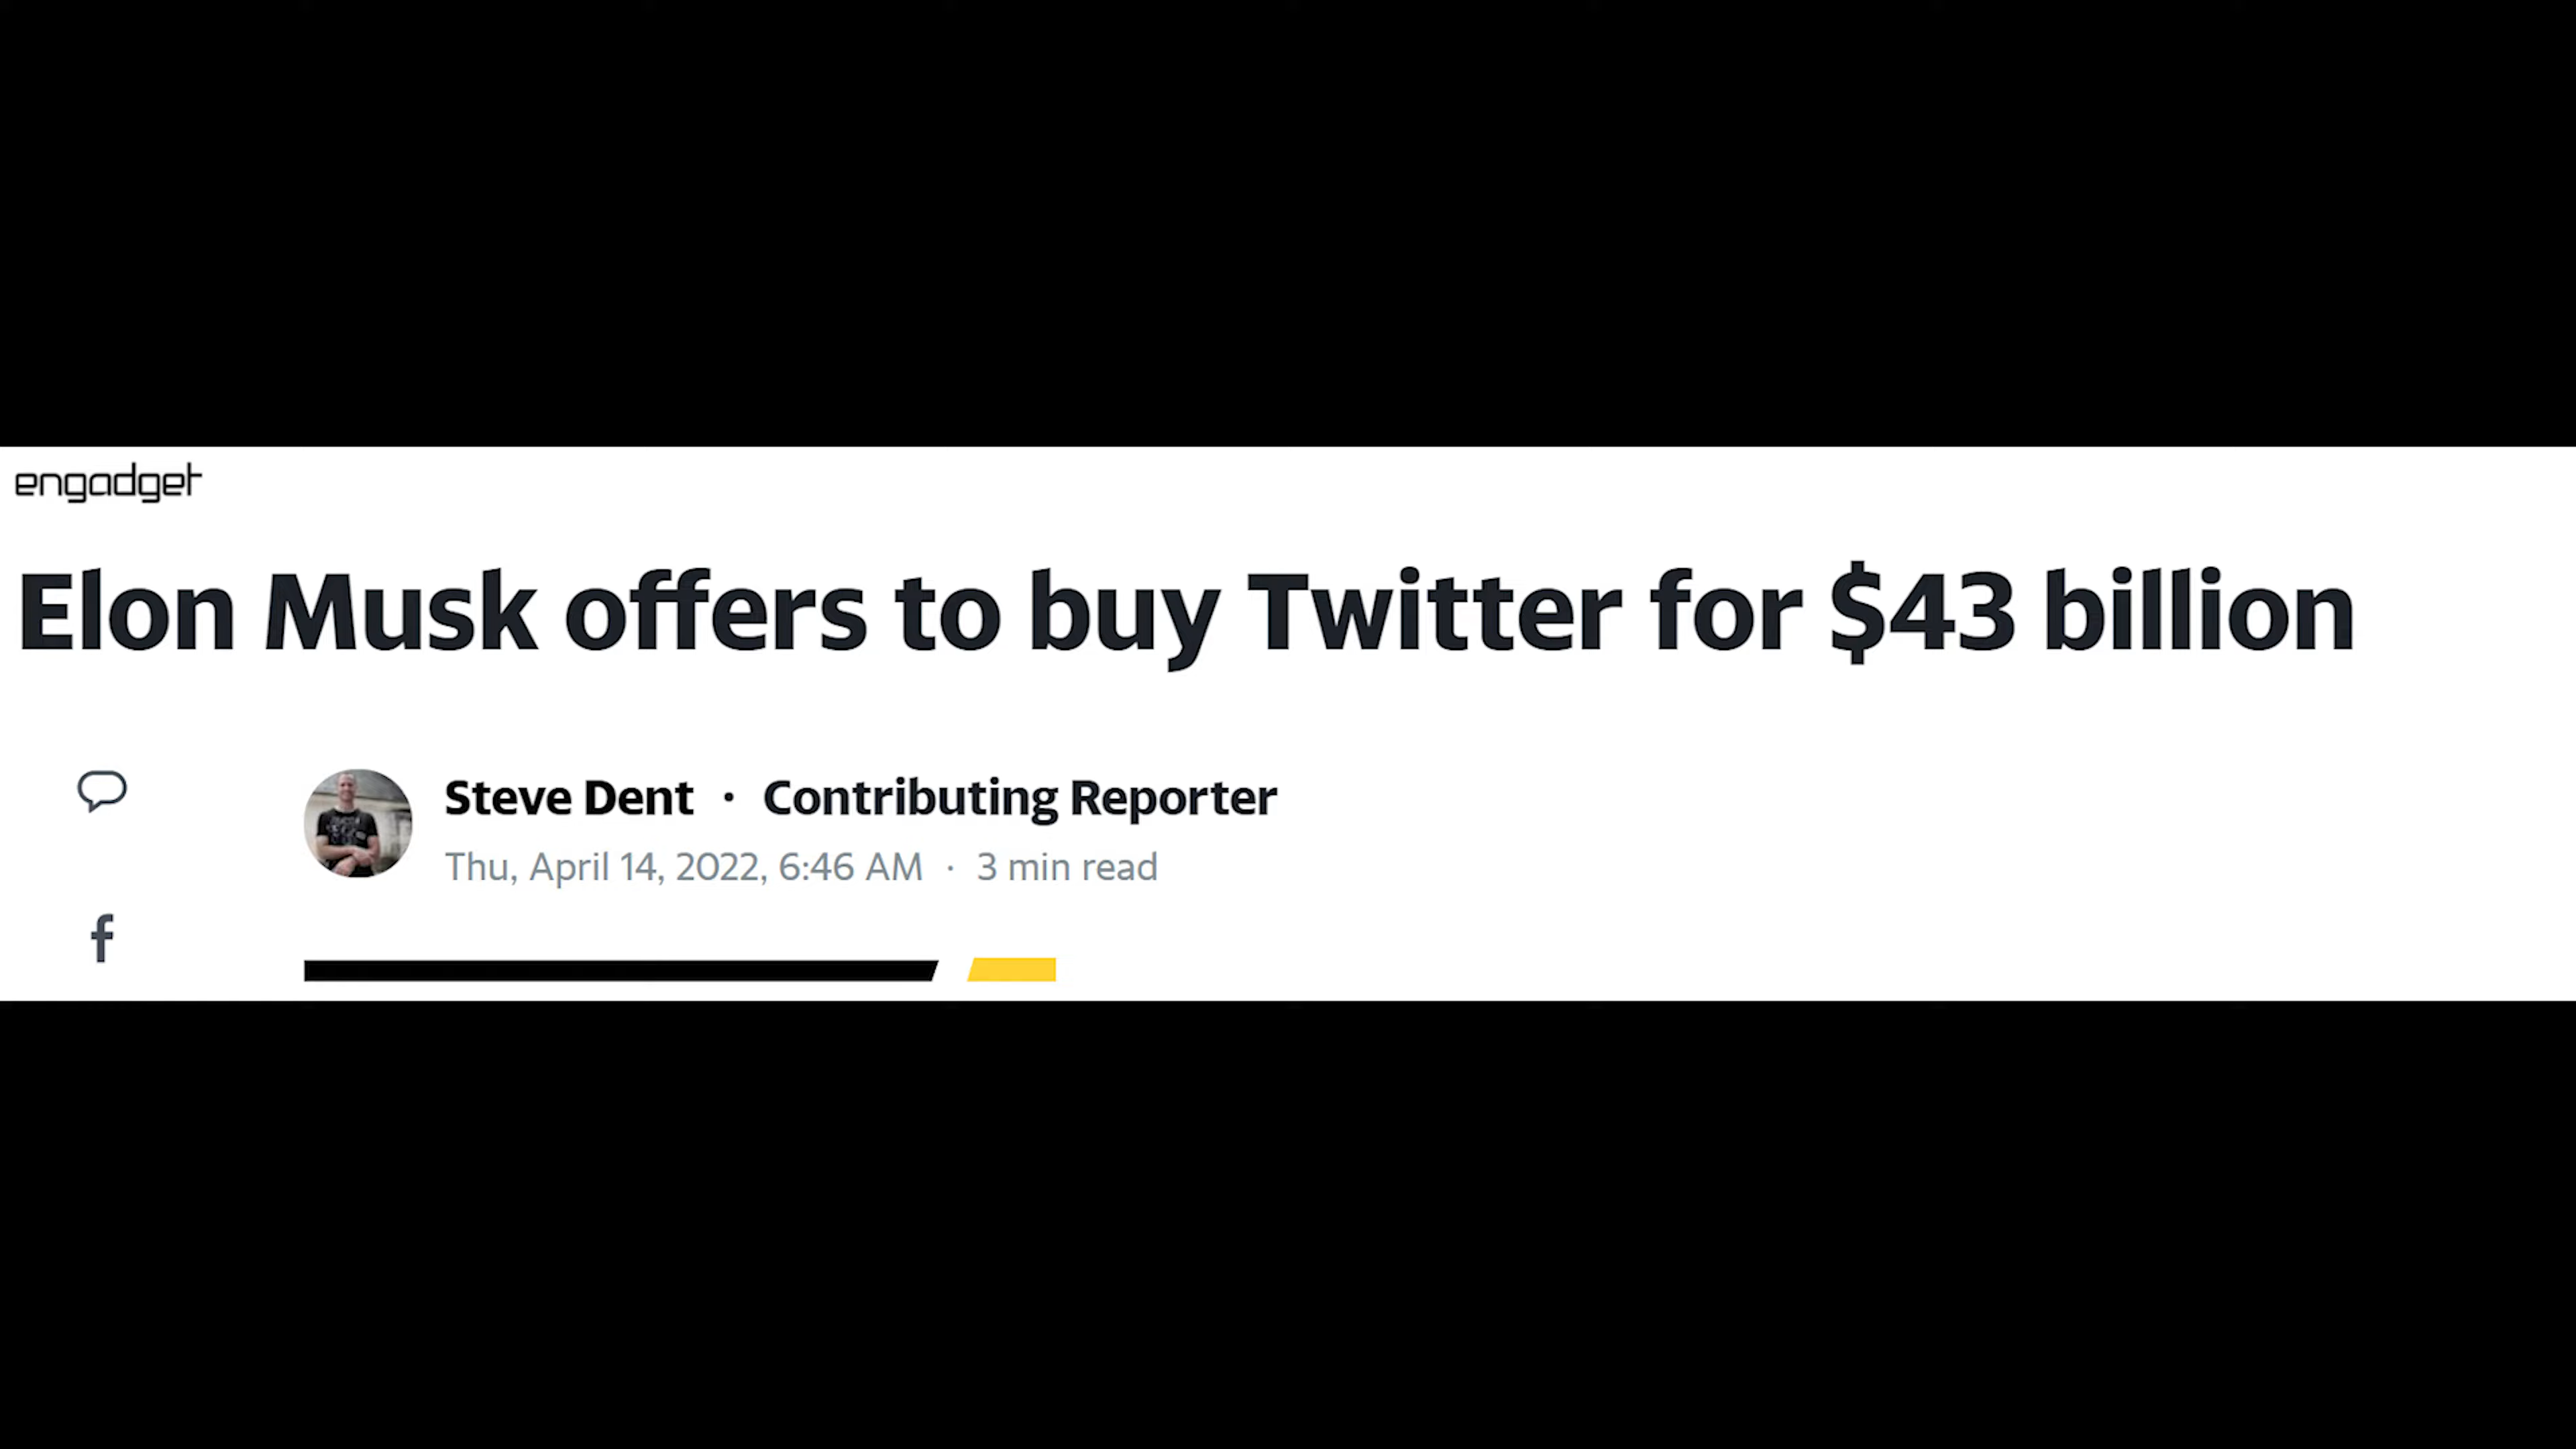 engadget
Elon Musk offers to buy Twitter for $43 billion
Steve Dent · Contributing Reporter
Thu, April 14, 2022, 6:46 AM · 3 min read